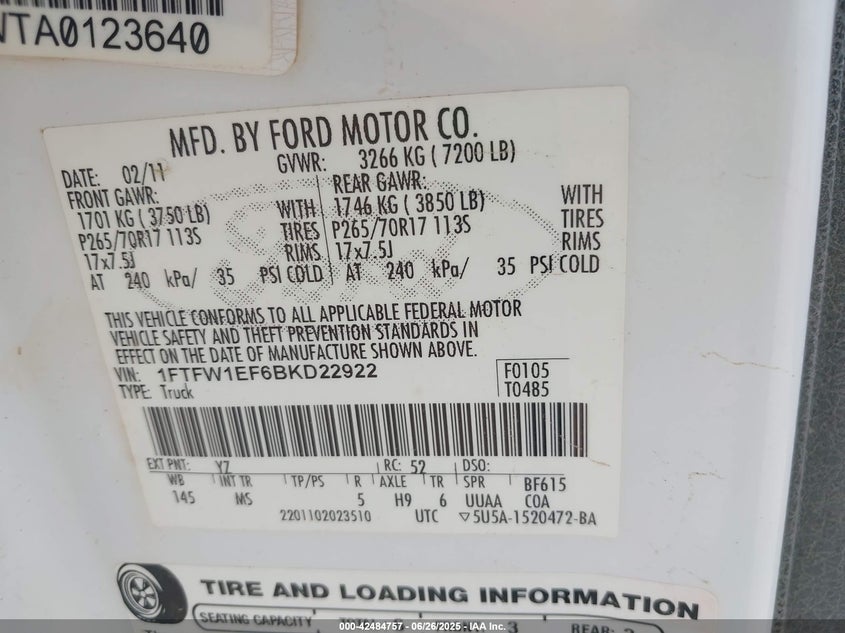 WTA0123640
MFD. BY FORD MOTOR CO.
DATE: 02/11 GVWR: 3266 KG ( 7200 LB)
FRONT GAWR: REAR GAWR:
1701 KG ( 3750 LB) WITH 1746 KG ( 3850 LB) WITH
P265/70R17 113S TIRES P265/70R17 113S TIRES
17x7.5J RIMS 17x7.5J RIMS
AT 240 kPa/ 35 PSI COLD AT 240 kPa/ 35 PSI COLD
THIS VEHICLE CONFORMS TO ALL APPLICABLE FEDERAL MOTOR
VEHICLE SAFETY AND THEFT PREVENTION STANDARDS IN
EFFECT ON THE DATE OF MANUFACTURE SHOWN ABOVE.
VIN: 1FTFW1EF6BKD22922 F0105
TYPE: Truck T0485
EXT PNT: YZ RC: 52 DSO:
WB INT TR TP/PS R AXLE TR SPR BF615
145 MS 5 H9 6 UUAA COA
2201102023510 UTC ▽5U5A-1520472-BA
TIRE AND LOADING INFORMATION
SEATING CAPACITY
000-42484757 - 06/26/2025 - IAA Inc.